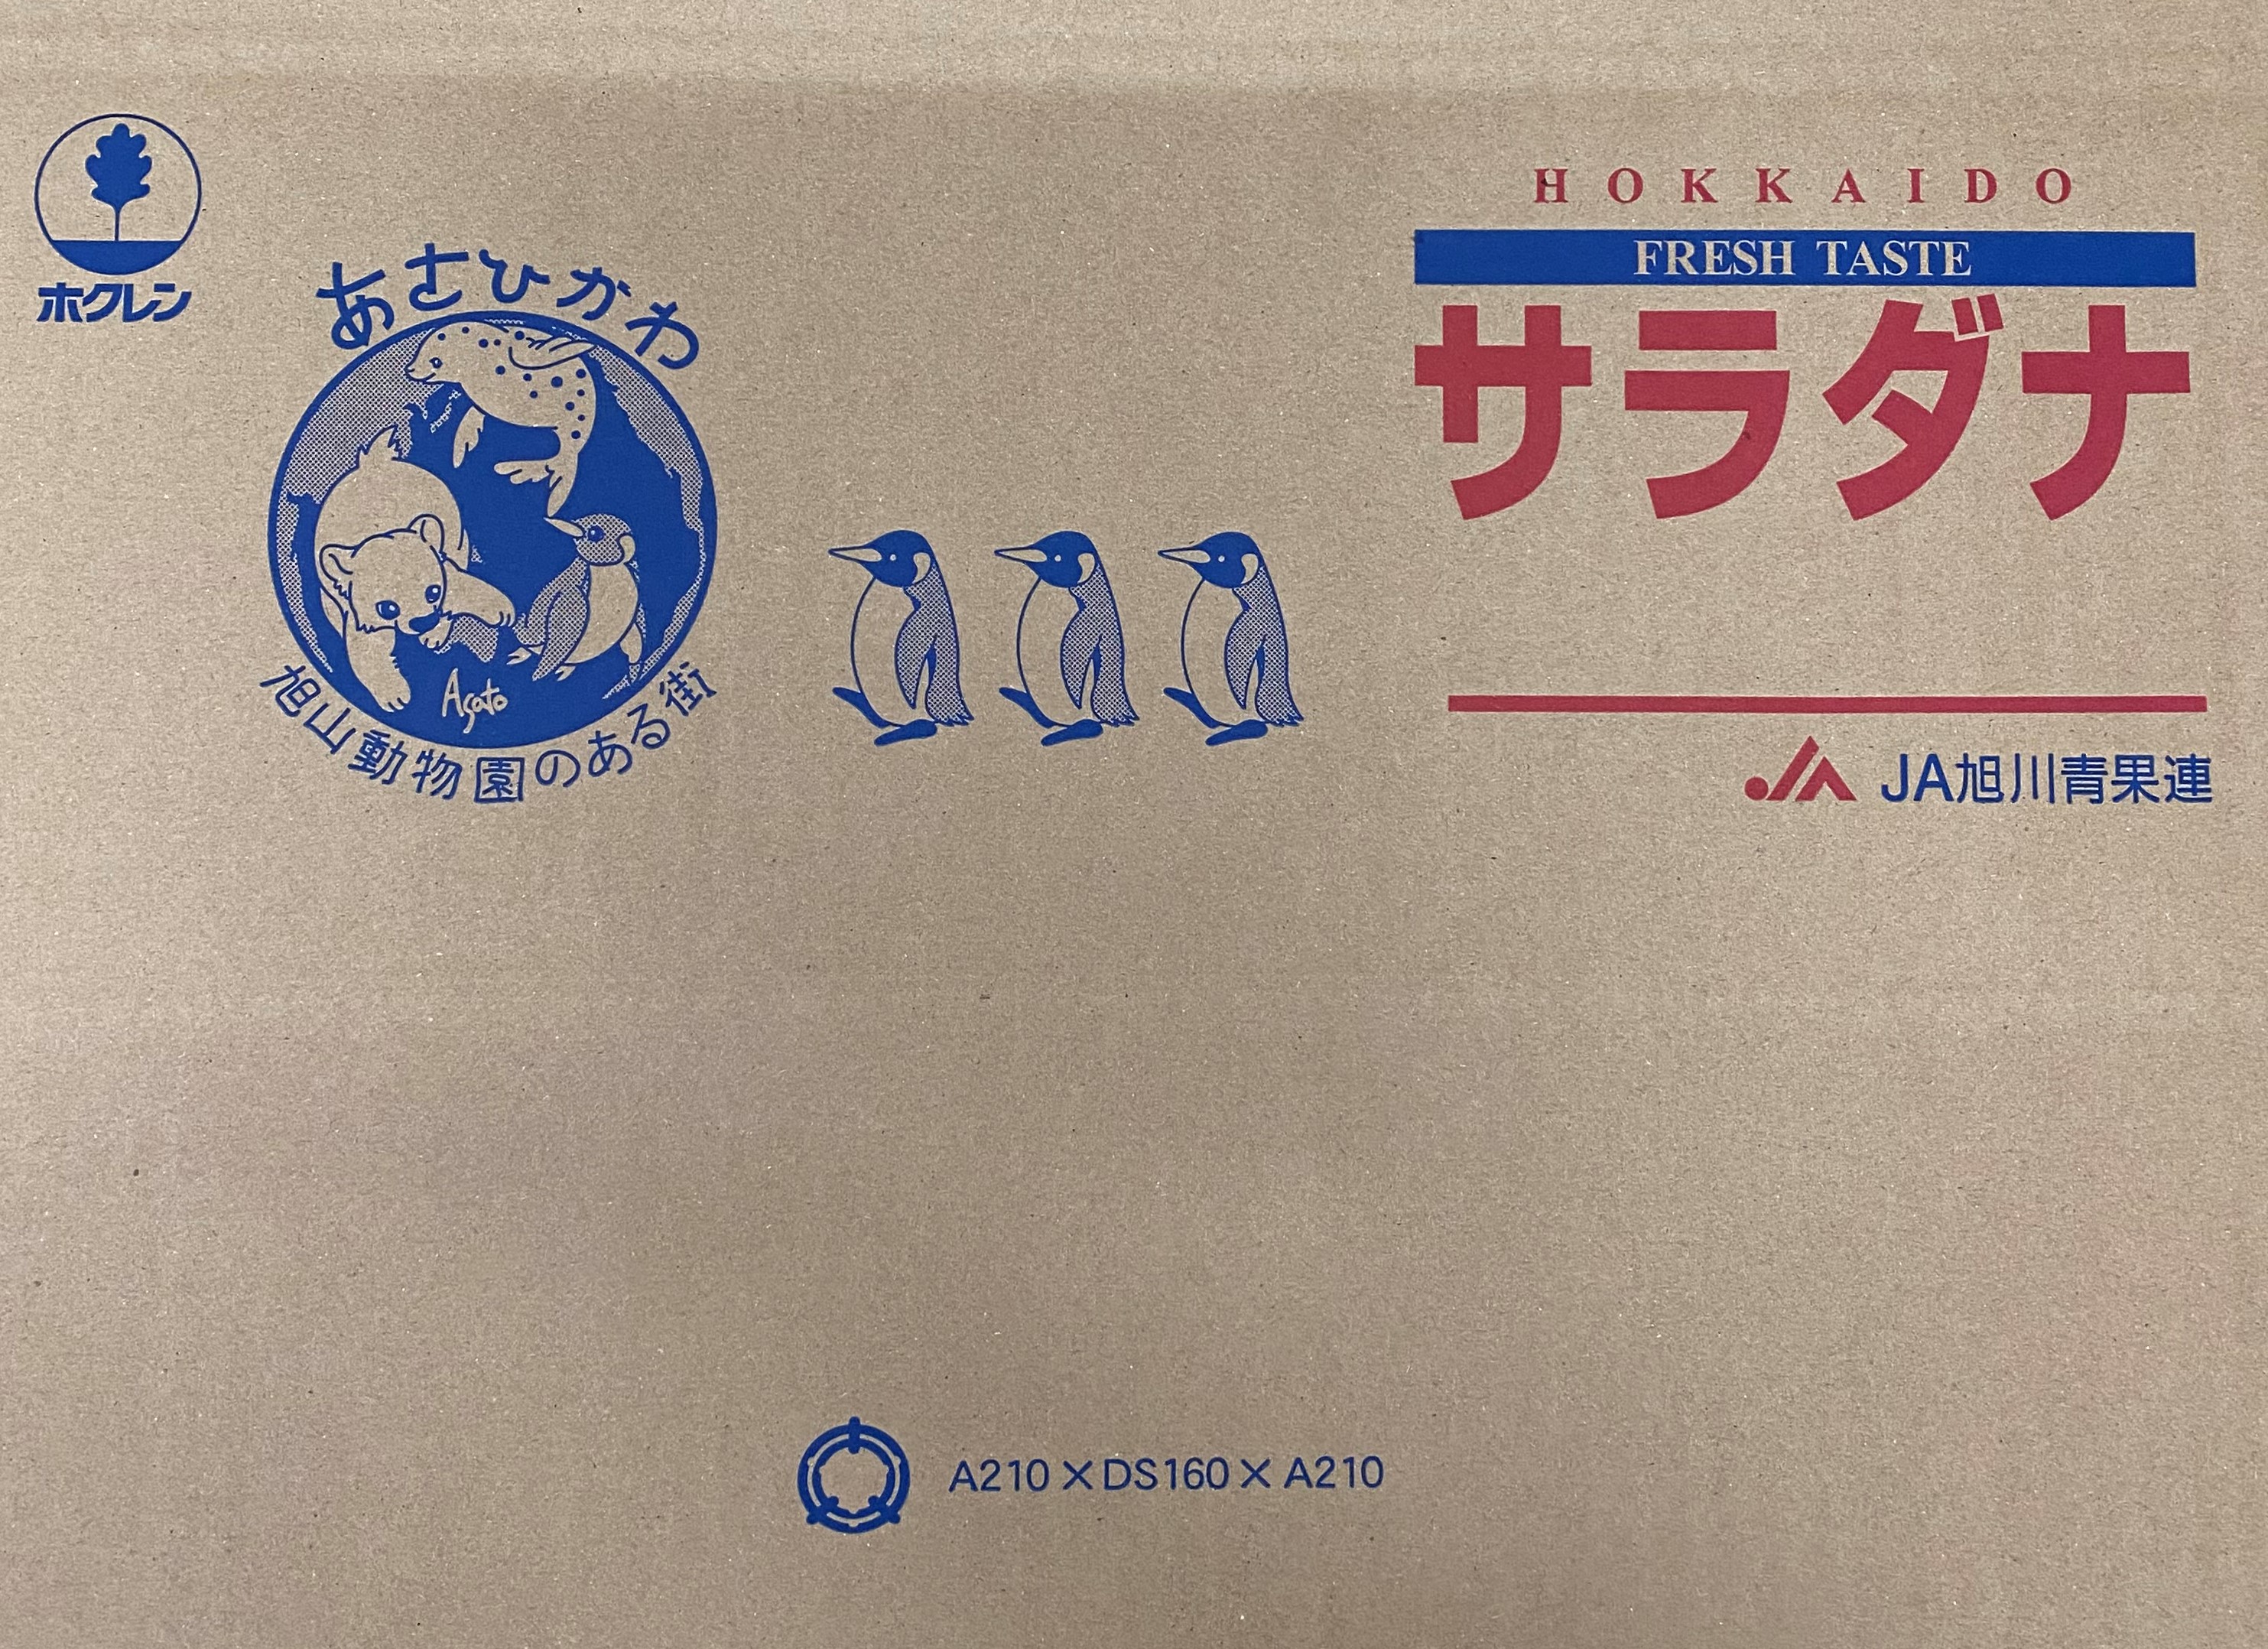 ホクレン
あさひかわ
Asato
旭山動物園のある街
HOKKAIDO
FRESH TASTE
サラダナ
JA
JA旭川青果連
A210×DS160×A210